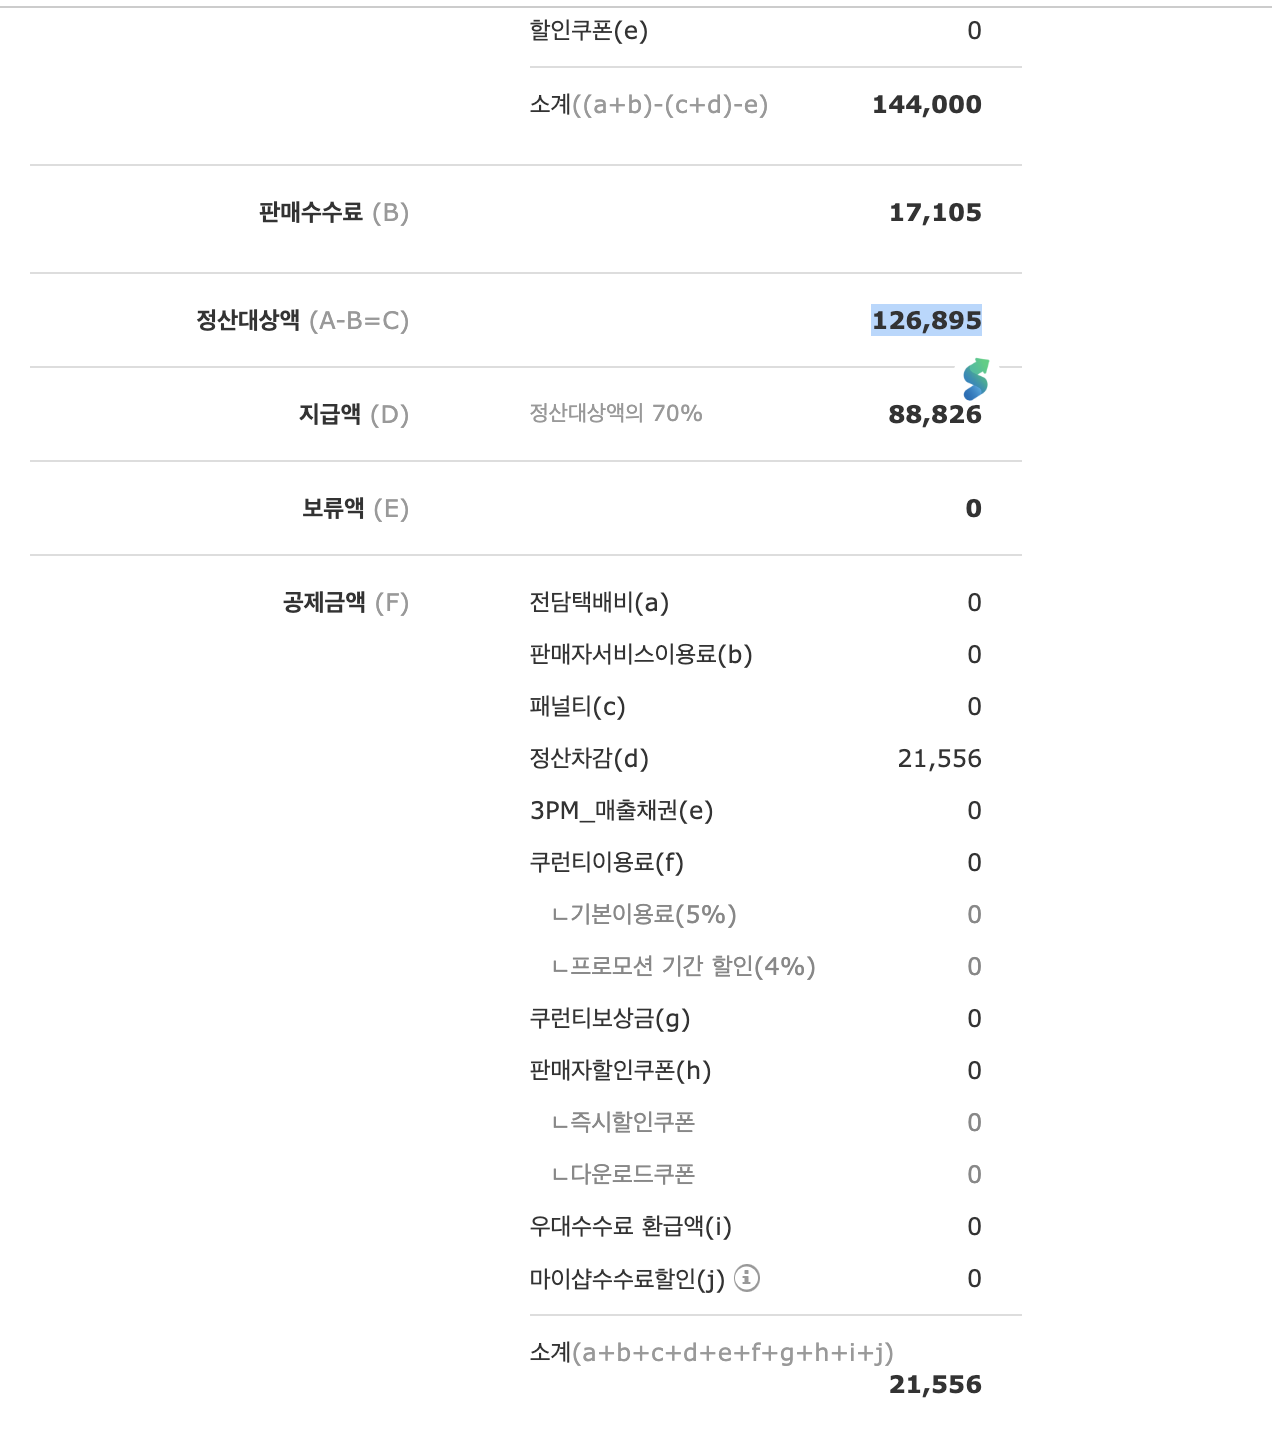 할인쿠폰(e) 0
소계((a+b)-(c+d)-e) 144,000
판매수수료 (B) 17,105
정산대상액 (A-B=C) 126,895
지급액 (D) 정산대상액의 70% 88,826
보류액 (E) 0
공제금액 (F) 전담택배비(a) 0
판매자서비스이용료(b) 0
패널티(c) 0
정산차감(d) 21,556
3PM_매출채권(e) 0
쿠런티이용료(f) 0
ㄴ기본이용료(5%) 0
ㄴ프로모션 기간 할인(4%) 0
쿠런티보상금(g) 0
판매자할인쿠폰(h) 0
ㄴ즉시할인쿠폰 0
ㄴ다운로드쿠폰 0
우대수수료 환급액(i) 0
마이샵수수료할인(j) 0
소계(a+b+c+d+e+f+g+h+i+j)
21,556